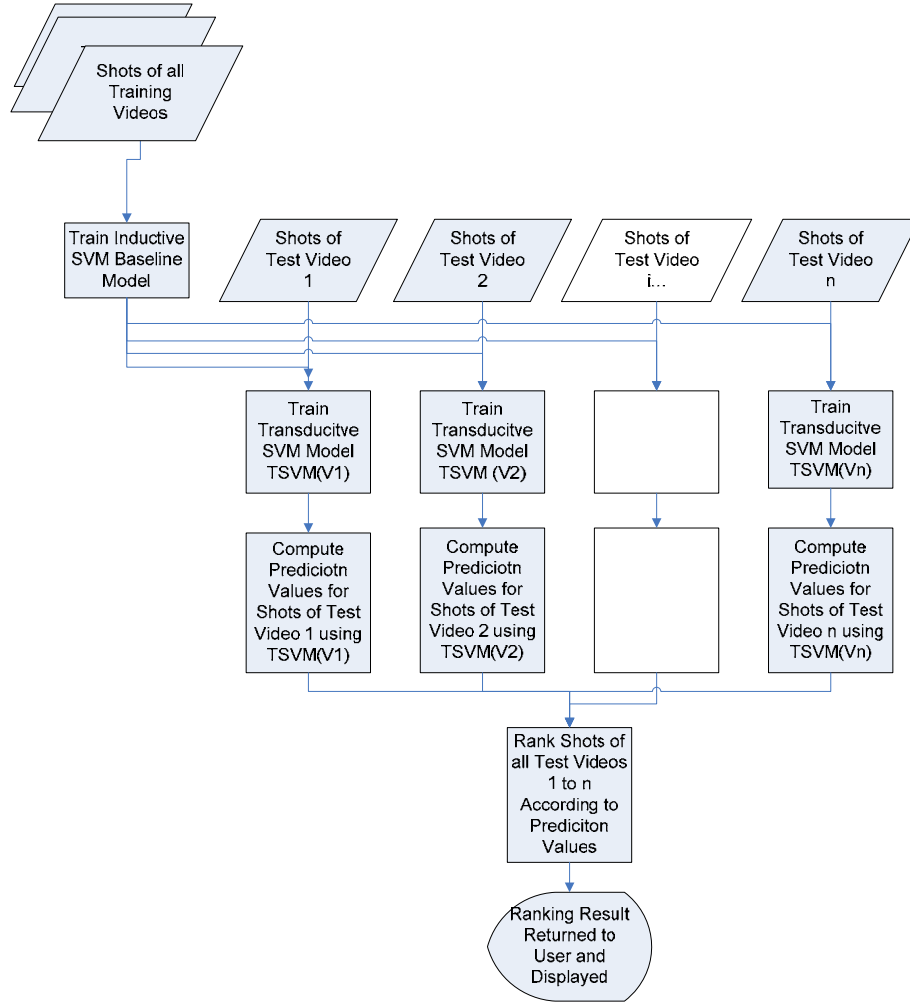 Shots of all
Training
Videos
Train Inductive
SVM Baseline
Model
Shots of
Test Video
1
Shots of
Test Video
2
Shots of
Test Video
i...
Shots of
Test Video
n
Train
Transducitve
SVM Model
TSVM(V1)
Train
Transducitve
SVM Model
TSVM (V2)
Train
Transducitve
SVM Model
TSVM(Vn)
Compute
Prediciotn
Values for
Shots of Test
Video 1 using
TSVM(V1)
Compute
Prediciotn
Values for
Shots of Test
Video 2 using
TSVM(V2)
Compute
Prediciotn
Values for
Shots of Test
Video n using
TSVM(Vn)
Rank Shots of
all Test Videos
1 to n
According to
Prediciton
Values
Ranking Result
Returned to
User and
Displayed